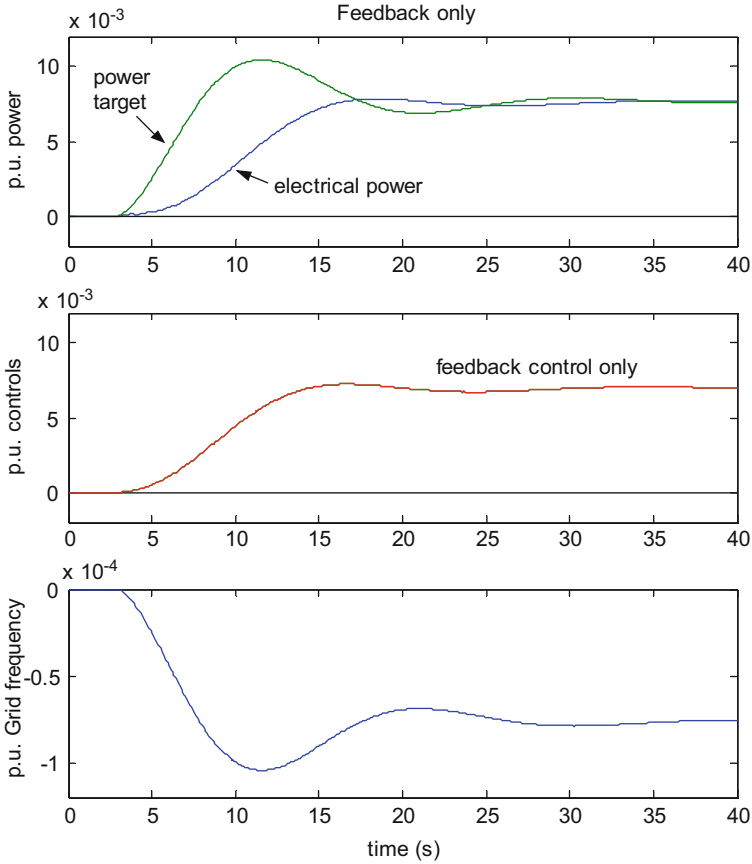 Feedback only
x 10-3
10
5
0
p.u. power
power
target
electrical power
0 5 10 15 20 25 30 35 40
x 10-3
10
5
0
p.u. controls
feedback control only
0 5 10 15 20 25 30 35 40
x 10-4
0
-0.5
-1
p.u. Grid frequency
0 5 10 15 20 25 30 35 40
time (s)